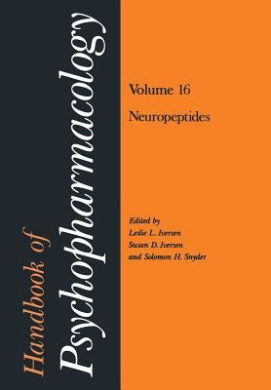 Handbook of
Psychopharmacology
Volume 16
Neuropeptides
Edited by
Leslie L. Iversen
Susan D. Iversen
and Solomon H. Snyder